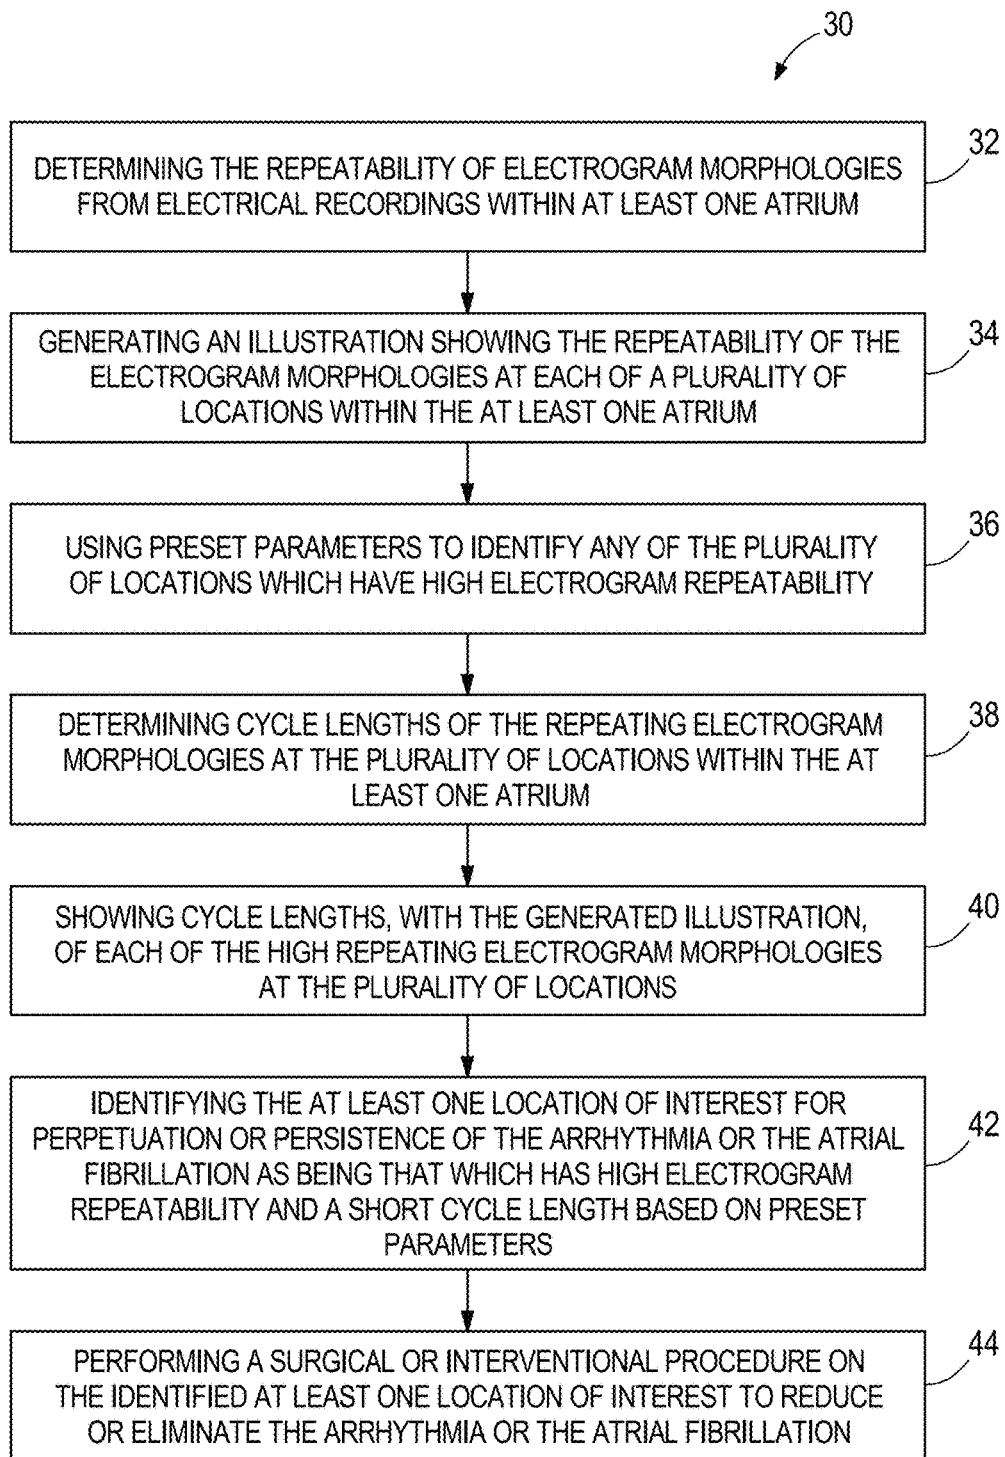 30
DETERMINING THE REPEATABILITY OF ELECTROGRAM MORPHOLOGIES
FROM ELECTRICAL RECORDINGS WITHIN AT LEAST ONE ATRIUM
32
GENERATING AN ILLUSTRATION SHOWING THE REPEATABILITY OF THE
ELECTROGRAM MORPHOLOGIES AT EACH OF A PLURALITY OF
LOCATIONS WITHIN THE AT LEAST ONE ATRIUM
34
USING PRESET PARAMETERS TO IDENTIFY ANY OF THE PLURALITY
OF LOCATIONS WHICH HAVE HIGH ELECTROGRAM REPEATABILITY
36
DETERMINING CYCLE LENGTHS OF THE REPEATING ELECTROGRAM
MORPHOLOGIES AT THE PLURALITY OF LOCATIONS WITHIN THE AT
LEAST ONE ATRIUM
38
SHOWING CYCLE LENGTHS, WITH THE GENERATED ILLUSTRATION,
OF EACH OF THE HIGH REPEATING ELECTROGRAM MORPHOLOGIES
AT THE PLURALITY OF LOCATIONS
40
IDENTIFYING THE AT LEAST ONE LOCATION OF INTEREST FOR
PERPETUATION OR PERSISTENCE OF THE ARRHYTHMIA OR THE ATRIAL
FIBRILLATION AS BEING THAT WHICH HAS HIGH ELECTROGRAM
REPEATABILITY AND A SHORT CYCLE LENGTH BASED ON PRESET
PARAMETERS
42
PERFORMING A SURGICAL OR INTERVENTIONAL PROCEDURE ON
THE IDENTIFIED AT LEAST ONE LOCATION OF INTEREST TO REDUCE
OR ELIMINATE THE ARRHYTHMIA OR THE ATRIAL FIBRILLATION
44